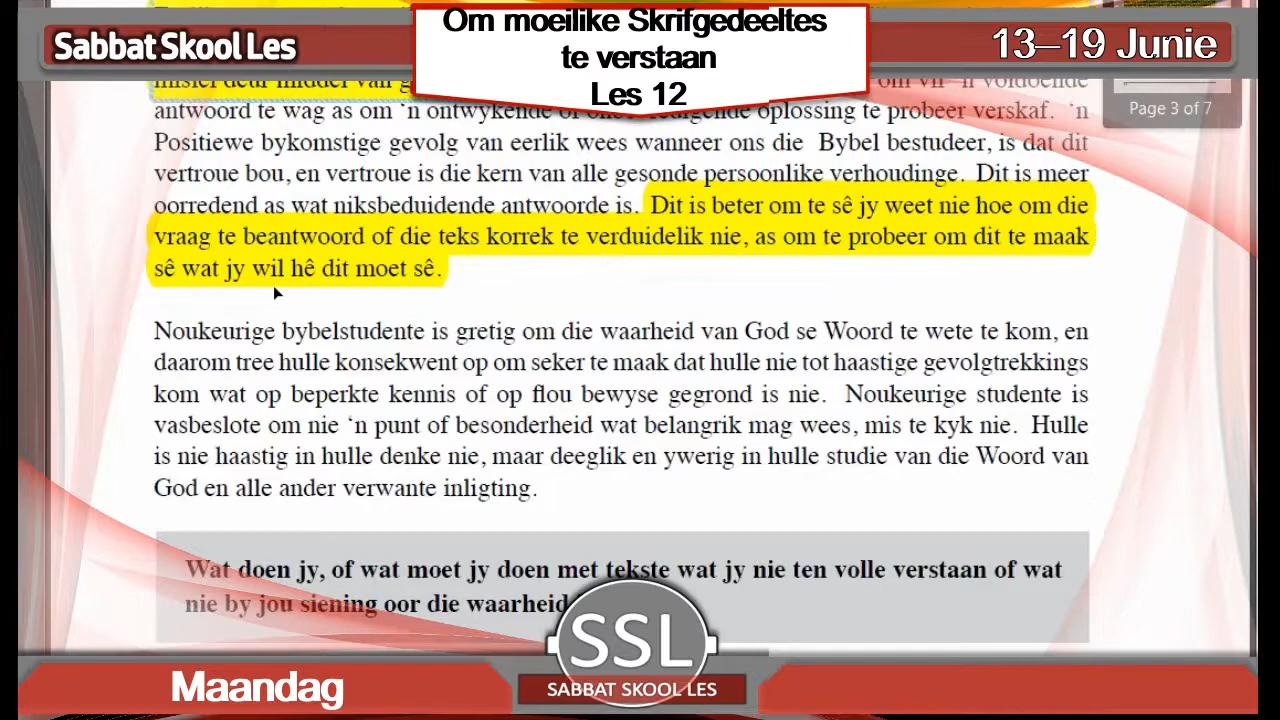 Om moeilike Skrifgedeeltes
te verstaan
Les 12
Sabbat Skool Les
13–19 Junie
Page 3 of 7
antwoord te wag as om ‘n ontwykende oplossing te probeer verskaf. ‘n
Positiewe bykomstige gevolg van eerlik wees wanneer ons die Bybel bestudeer, is dat dit
vertroue bou, en vertroue is die kern van alle gesonde persoonlike verhoudinge. Dit is meer
oorredend as wat niksbeduidende antwoorde is. Dit is beter om te sê jy weet nie hoe om die
vraag te beantwoord of die teks korrek te verduidelik nie, as om te probeer om dit te maak
sê wat jy wil hê dit moet sê.
Noukeurige bybelstudente is gretig om die waarheid van God se Woord te wete te kom, en
daarom tree hulle konsekwent op om seker te maak dat hulle nie tot haastige gevolgtrekkings
kom wat op beperkte kennis of op flou bewyse gegrond is nie. Noukeurige studente is
vasbeslote om nie ‘n punt of besonderheid wat belangrik mag wees, mis te kyk nie. Hulle
is nie haastig in hulle denke nie, maar deeglik en ywerig in hulle studie van die Woord van
God en alle ander verwante inligting.
Wat doen jy, of wat moet jy doen met tekste wat jy nie ten volle verstaan of wat
nie by jou siening oor die waarheid
SSL
SABBAT SKOOL LES
Maandag